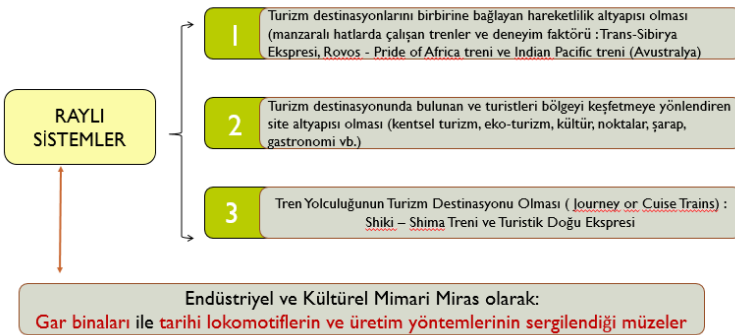 RAYLI
SİSTEMLER
1
Turizm destinasyonlarını birbirine bağlayan hareketlilik altyapısı olması
(manzaralı hatlarda çalışan trenler ve deneyim faktörü : Trans-Sibirya
Ekspresi, Rovos - Pride of Africa treni ve Indian Pacific treni (Avustralya)
2
Turizm destinasyonunda bulunan ve turistleri bölgeyi keşfetmeye yönlendiren
site altyapısı olması (kentsel turizm, eko-turizm, kültür, noktalar, şarap,
gastronomi vb.)
3
Tren Yolculuğunun Turizm Destinasyonu Olması ( Journey or Cuise Trains) :
Shiki – Shima Treni ve Turistik Doğu Ekspresi
Endüstriyel ve Kültürel Mimari Miras olarak:
Gar binaları ile tarihi lokomotiflerin ve üretim yöntemlerinin sergilendiği müzeler